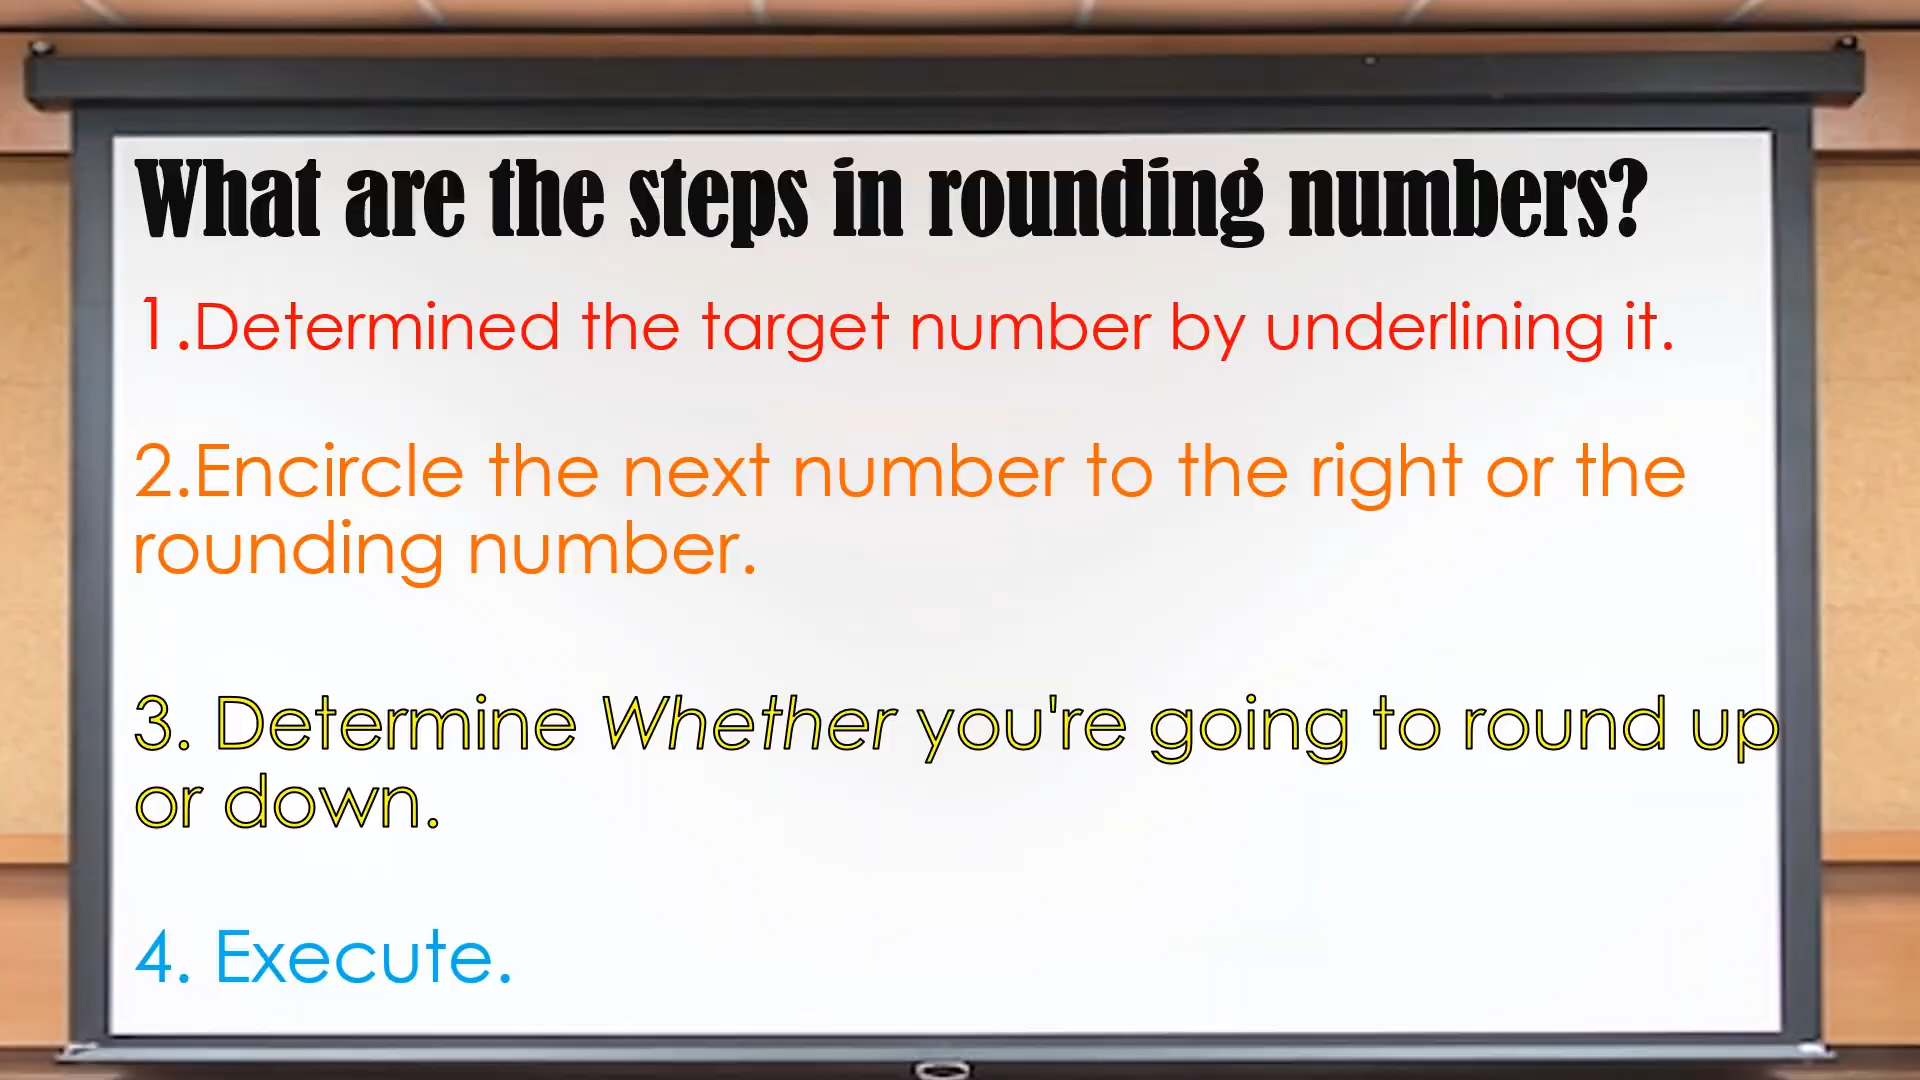 What are the steps in rounding numbers?
1.Determined the target number by underlining it.
2.Encircle the next number to the right or the
rounding number.
3. Determine Whether you're going to round up
or down.
4. Execute.